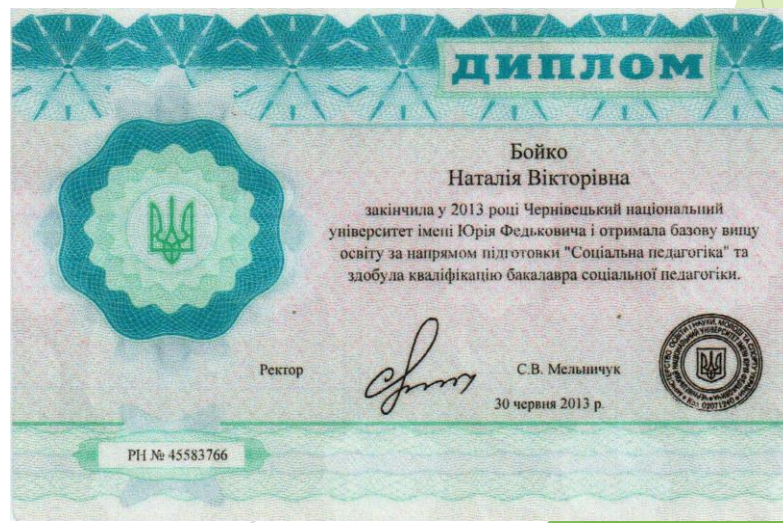 ДИПЛОМ
Бойко
Наталія Вікторівна
закінчила у 2013 році Чернівецький національний
університет імені Юрія Федьковича і отримала базову вищу
освіту за напрямом підготовки "Соціальна педагогіка" та
здобула кваліфікацію бакалавра соціальної педагогіки.
Ректор
С.В. Мельничук
30 червня 2013 р.
РН № 45583766